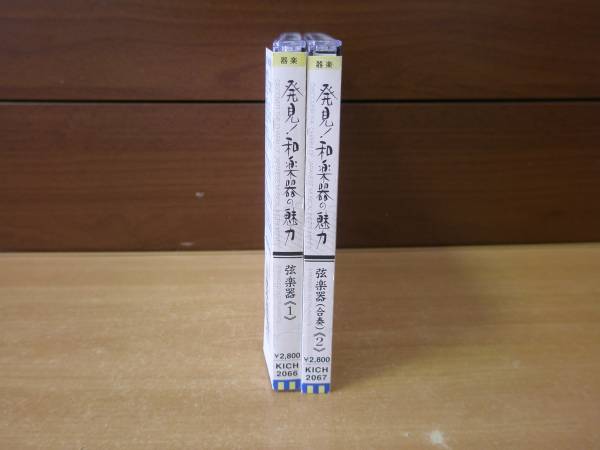 器楽
発見!和楽器の魅力
弦楽器《1》
¥2,800
KICH
2066
器楽
発見!和楽器の魅力
弦楽器(合奏)《2》
¥2,800
KICH
2067